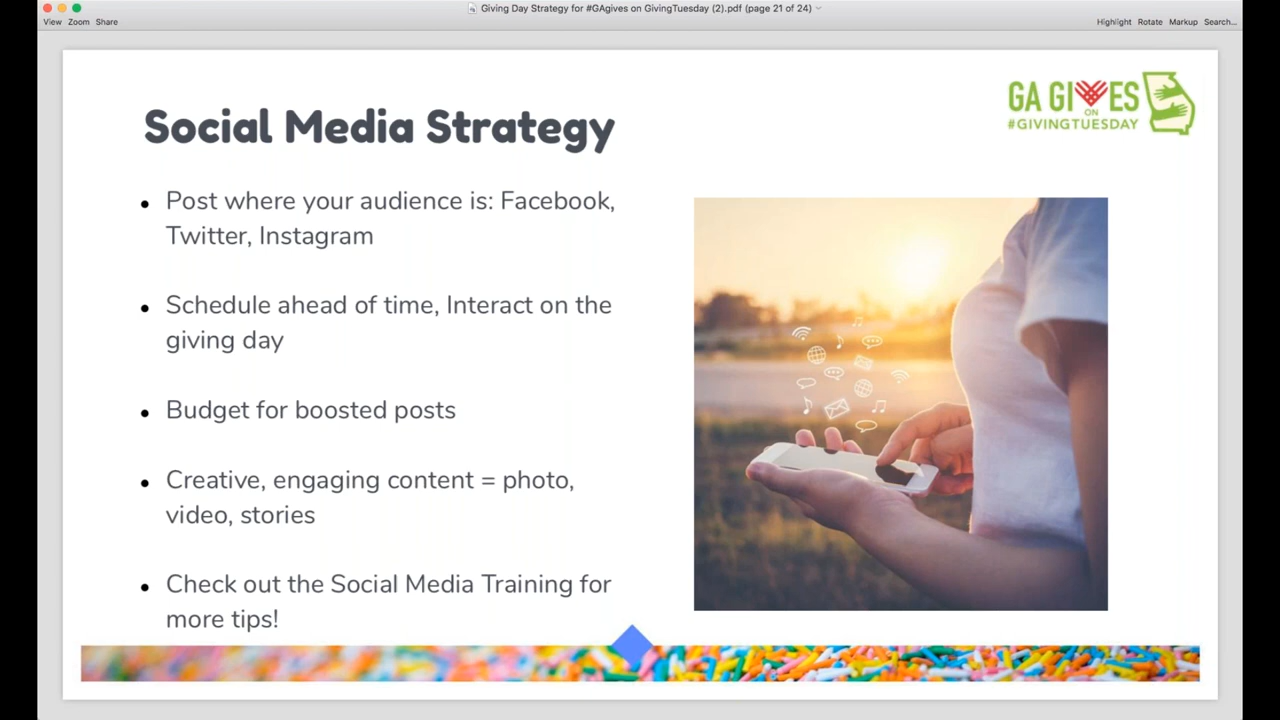 Giving Day Strategy for #GAgives on GivingTuesday (2).pdf (page 21 of 24)
View Zoom Share
Highlight Rotate Markup Search...
GA GIVES
ON
#GIVINGTUESDAY
Social Media Strategy
• Post where your audience is: Facebook,
Twitter, Instagram
• Schedule ahead of time, Interact on the
giving day
• Budget for boosted posts
• Creative, engaging content = photo,
video, stories
• Check out the Social Media Training for
more tips!